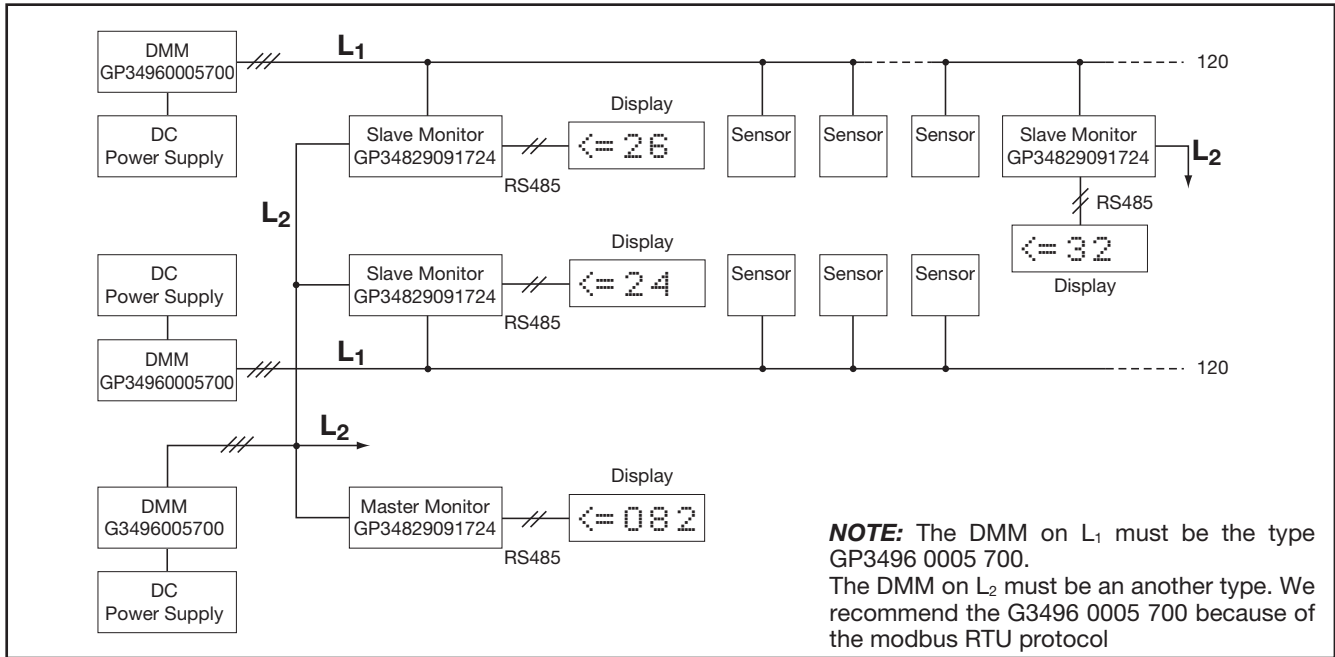 DMM
GP34960005700
L1
120
DC
Power Supply
Slave Monitor
GP34829091724
RS485
Display
<=26
Sensor
Sensor
Sensor
Slave Monitor
GP34829091724
L2
RS485
<=32
Display
L2
DC
Power Supply
Slave Monitor
GP34829091724
RS485
Display
<=24
Sensor
Sensor
Sensor
DMM
GP34960005700
L1
120
L2
DMM
G3496005700
Master Monitor
GP34829091724
RS485
Display
<=082
DC
Power Supply
NOTE: The DMM on L1 must be the type
GP3496 0005 700.
The DMM on L2 must be an another type. We
recommend the G3496 0005 700 because of
the modbus RTU protocol